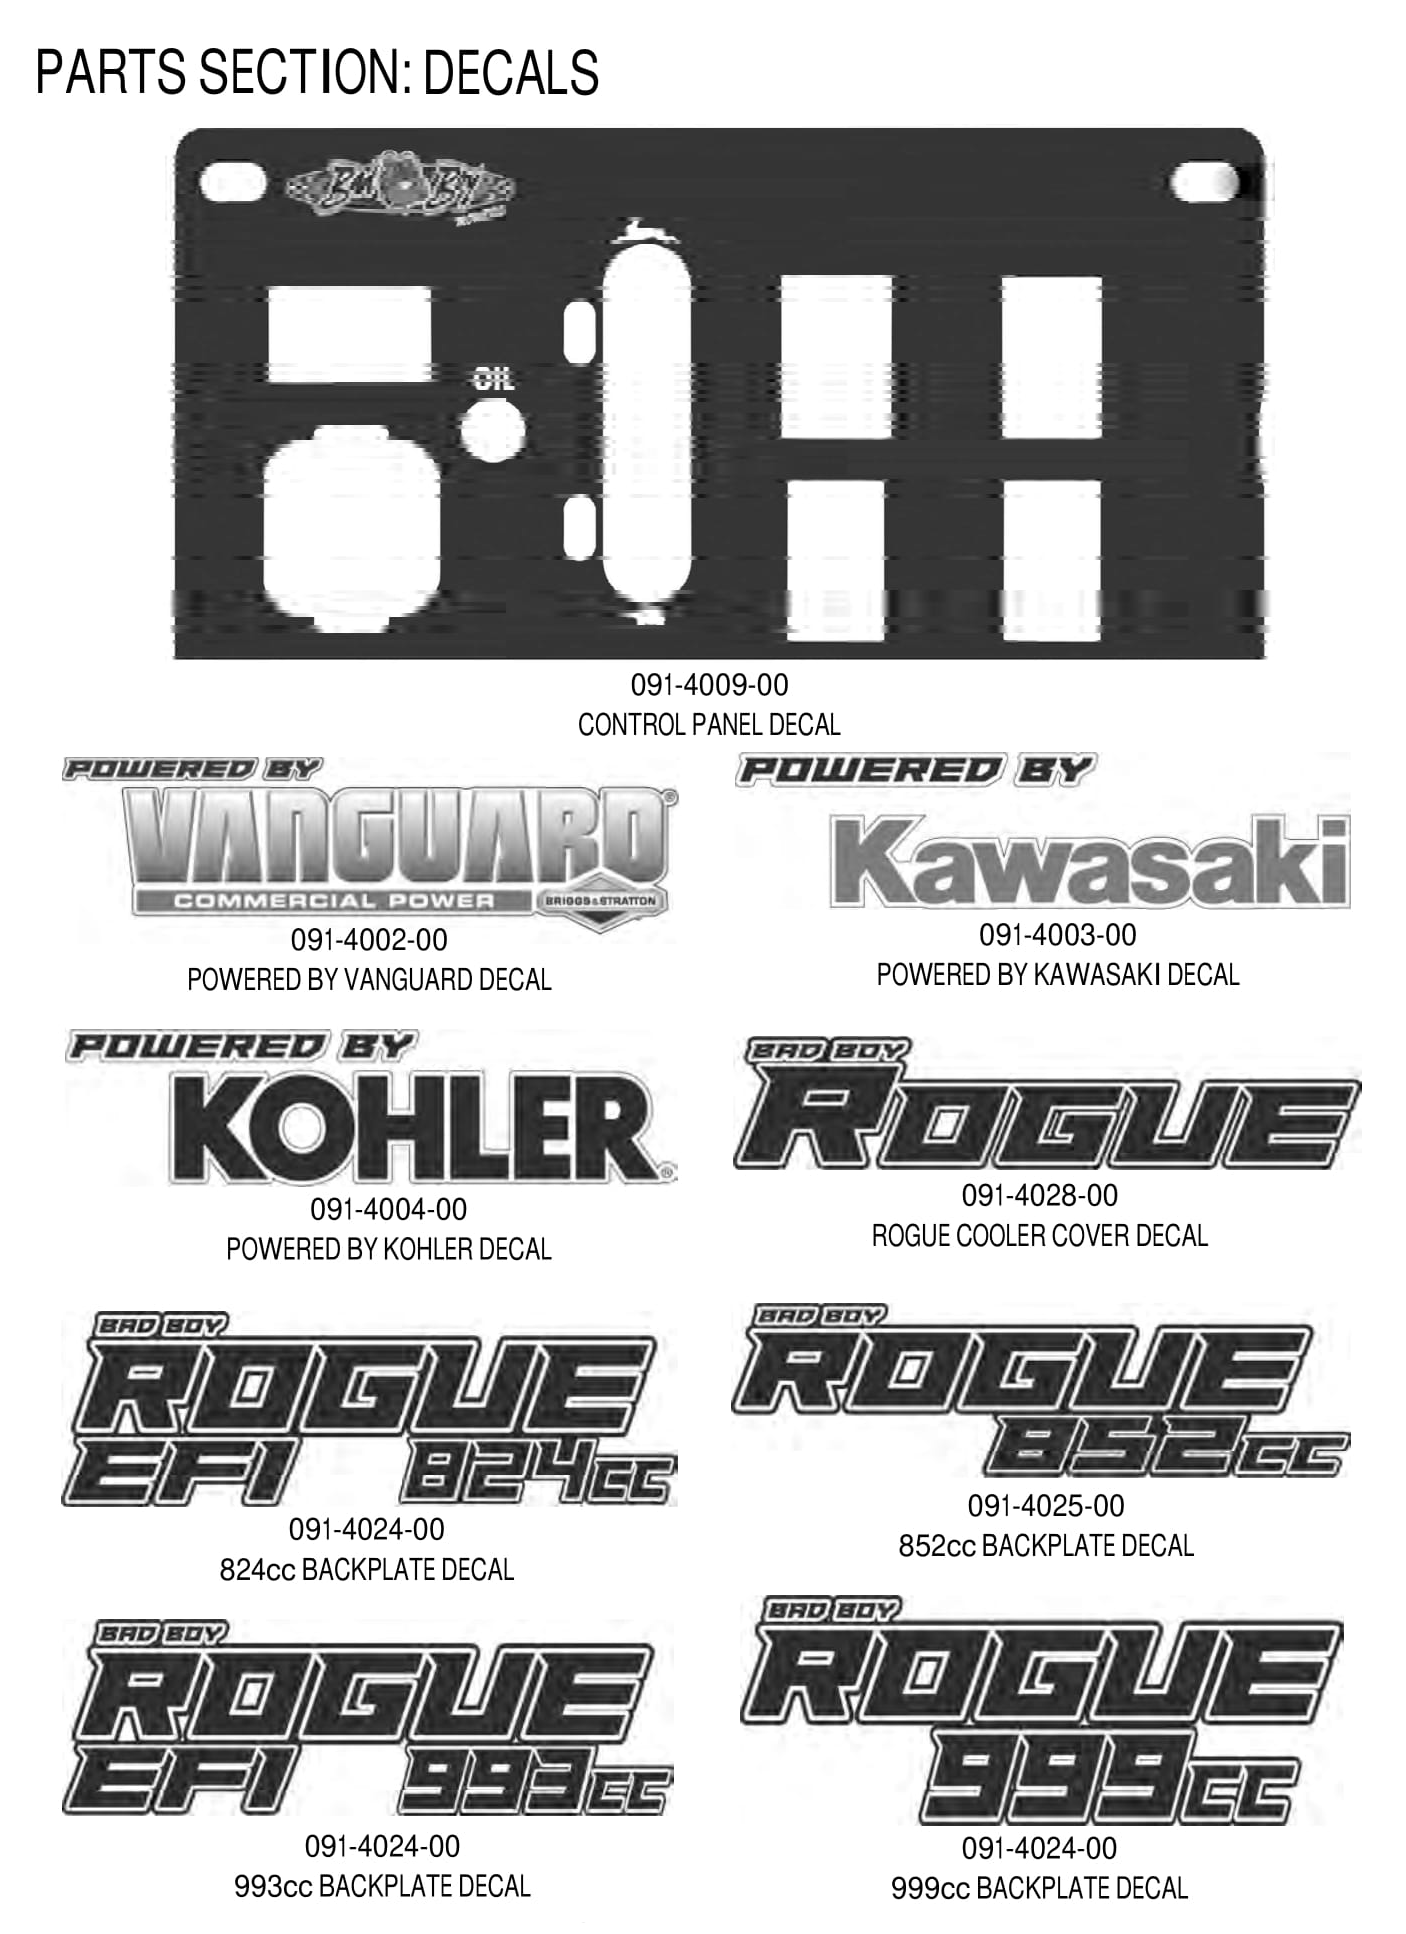 PARTS SECTION: DECALS
OIL
091-4009-00
CONTROL PANEL DECAL
POWERED BY
VANGUARD®
COMMERCIAL POWER
BRIGGS & STRATTON
091-4002-00
POWERED BY VANGUARD DECAL
POWERED BY
Kawasaki
091-4003-00
POWERED BY KAWASAKI DECAL
POWERED BY
KOHLER®
091-4004-00
POWERED BY KOHLER DECAL
BAD BOY
ROGUE
091-4028-00
ROGUE COOLER COVER DECAL
BAD BOY
ROGUE
EFI 824cc
091-4024-00
824cc BACKPLATE DECAL
BAD BOY
ROGUE
852cc
091-4025-00
852cc BACKPLATE DECAL
BAD BOY
ROGUE
EFI 993cc
091-4024-00
993cc BACKPLATE DECAL
BAD BOY
ROGUE
999cc
091-4024-00
999cc BACKPLATE DECAL